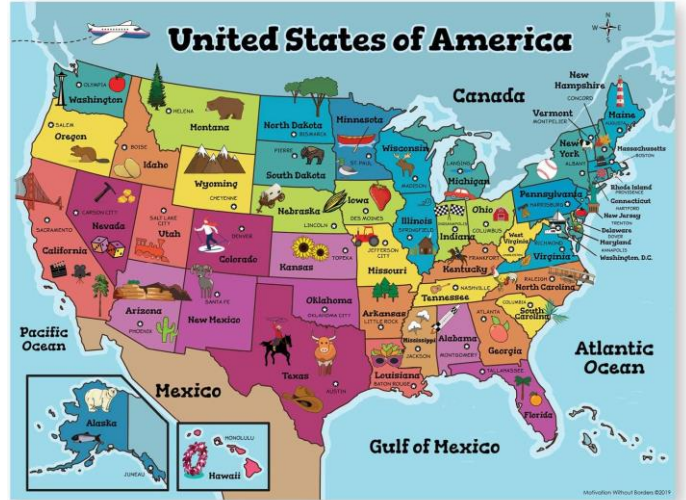 United States of America
W
N
E
S
Canada
OLYMPIA
Washington
SALEM
Oregon
BOISE
Idaho
HELENA
Montana
North Dakota
BISMARCK
PIERRE
South Dakota
Minnesota
ST. PAUL
Wisconsin
MADISON
LANSING
Michigan
New
Hampshire
CONCORD
Vermont
MONTPELIER
Maine
AUGUSTA
New
York
ALBANY
Massachusetts
BOSTON
Rhode Island
PROVIDENCE
Connecticut
HARTFORD
New Jersey
TRENTON
Delaware
DOVER
Maryland
ANNAPOLIS
Washington, D.C.
Pennsylvania
HARRISBURG
Wyoming
CHEYENNE
Nebraska
LINCOLN
Iowa
DES MOINES
Illinois
SPRINGFIELD
Indiana
INDIANAPOLIS
Ohio
COLUMBUS
West
Virginia
CHARLESTON
Virginia
RICHMOND
SACRAMENTO
California
CARSON CITY
Nevada
SALT LAKE
CITY
Utah
DENVER
Colorado
Kansas
TOPEKA
JEFFERSON
CITY
Missouri
Kentucky
FRANKFORT
RALEIGH
North Carolina
Tennessee
NASHVILLE
COLUMBIA
South
Carolina
Arizona
PHOENIX
SANTA FE
New Mexico
Oklahoma
OKLAHOMA CITY
Arkansas
LITTLE ROCK
Mississippi
JACKSON
Alabama
MONTGOMERY
ATLANTA
Georgia
Texas
AUSTIN
Louisiana
BATON ROUGE
TALLAHASSEE
Florida
Pacific
Ocean
Atlantic
Ocean
Mexico
Gulf of Mexico
Alaska
JUNEAU
HONOLULU
Hawaii
Motivation Without Borders ©2019